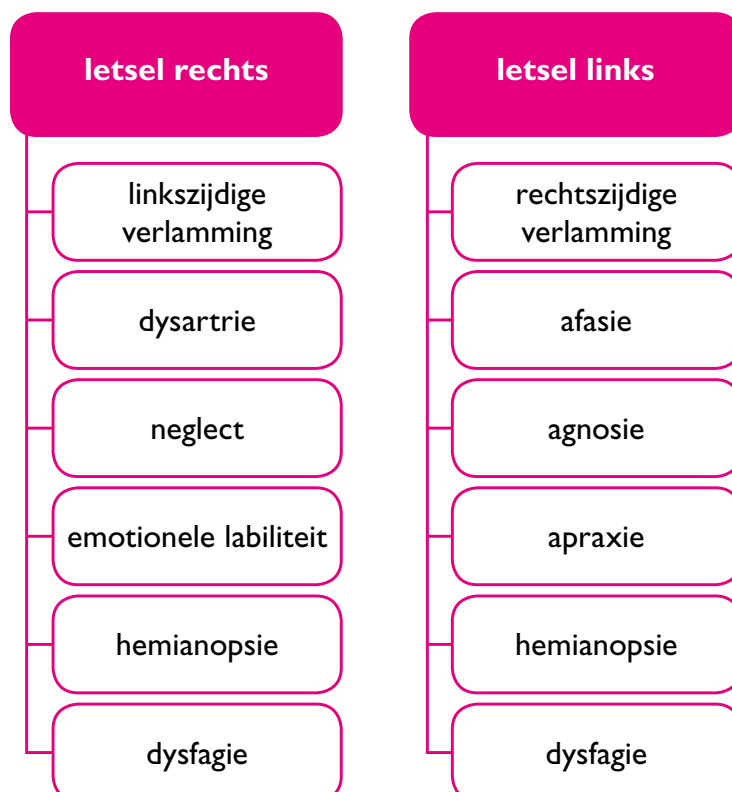 letsel rechts
linkszijdige
verlamming
dysartrie
neglect
emotionele labiliteit
hemianopsie
dysfagie
letsel links
rechtszijdige
verlamming
afasie
agnosie
apraxie
hemianopsie
dysfagie